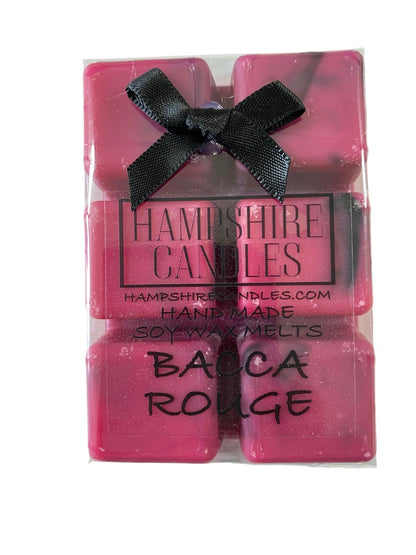 HAMPSHIRE
CANDLES
HAMPSHIRECANDLES.COM
HAND MADE
SOY WAX MELTS
BACCA
ROUGE